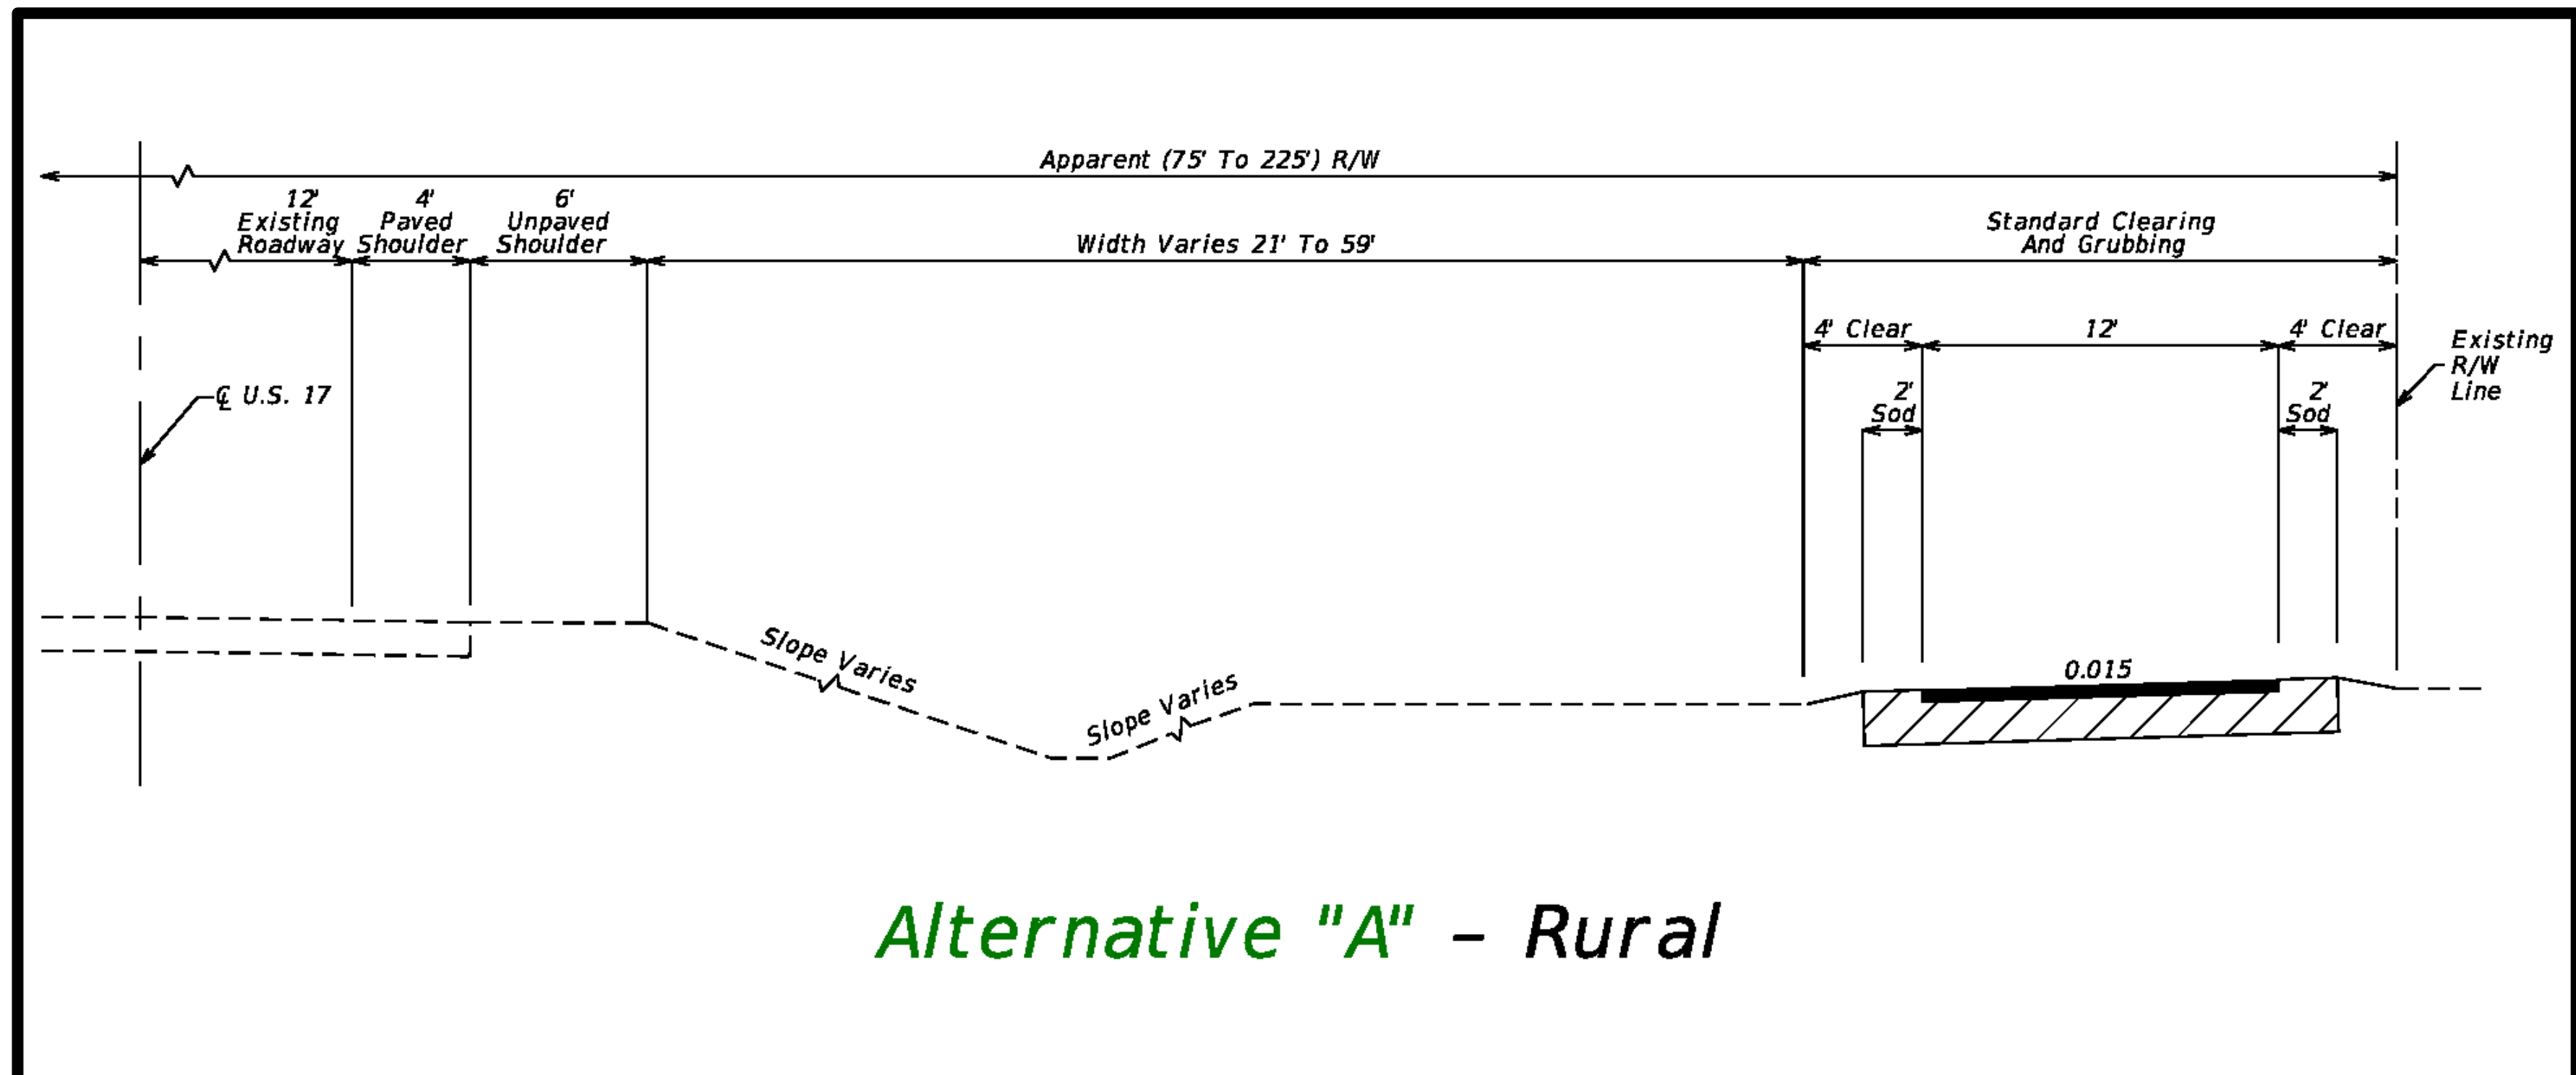 Apparent (75' To 225') R/W
12'
Existing
Roadway
4'
Paved
Shoulder
6'
Unpaved
Shoulder
Width Varies 21' To 59'
Standard Clearing
And Grubbing
4' Clear
12'
4' Clear
Existing
R/W
Line
2'
Sod
2'
Sod
℄ U.S. 17
Slope Varies
Slope Varies
0.015
Alternative "A" – Rural